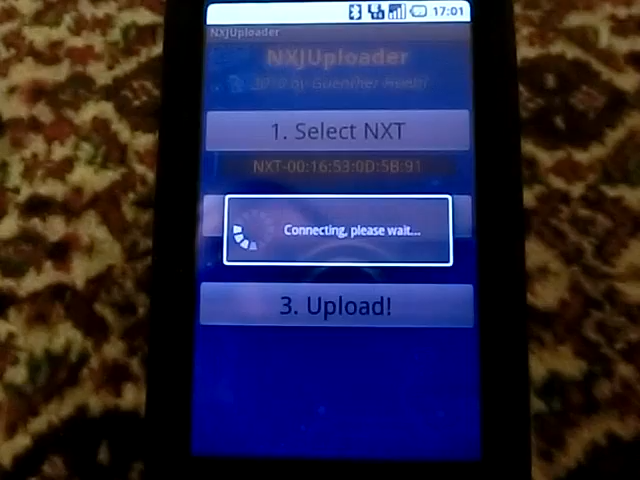 17:01
NXJUploader
NXJUploader
2010 by Guenther Hoelzl
1. Select NXT
NXT-00:16:53:0D:5B:91
Connecting, please wait...
3. Upload!